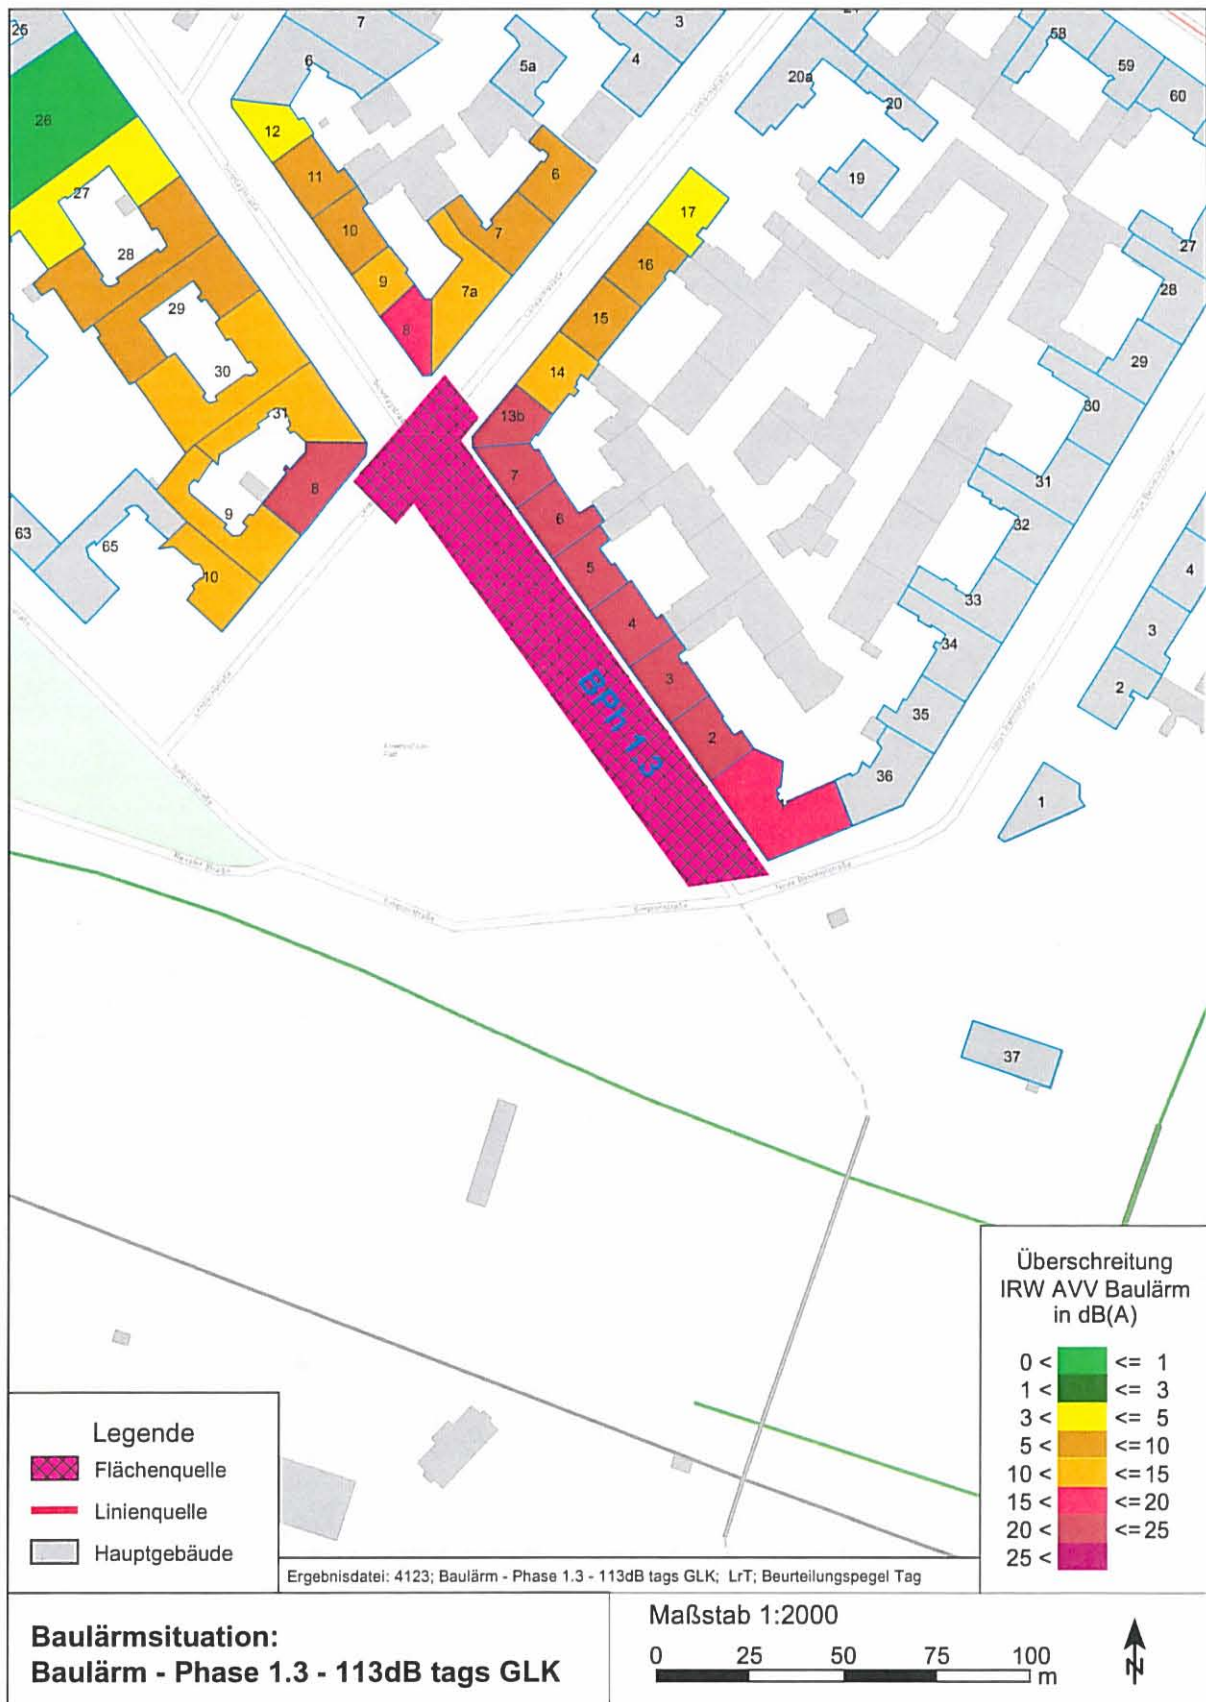 25
7
6
5a
4
3
24
20a
20
58
59
60
26
12
11
6
19
27
10
7
17
27
28
9
7a
16
28
29
8
15
29
30
14
30
31
13b
8
7
31
63
65
9
6
32
10
5
33
4
4
34
3
3
35
2
2
BPh 1.3
36
1
37
Legende
Flächenquelle
Linienquelle
Hauptgebäude
Überschreitung
IRW AVV Baulärm
in dB(A)
0 < <= 1
1 < <= 3
3 < <= 5
5 < <=10
10 < <=15
15 < <=20
20 < <=25
25 <
Ergebnisdatei: 4123; Baulärm - Phase 1.3 - 113dB tags GLK; LrT; Beurteilungspegel Tag
Baulärmsituation:
Baulärm - Phase 1.3 - 113dB tags GLK
Maßstab 1:2000
0 25 50 75 100
m
N